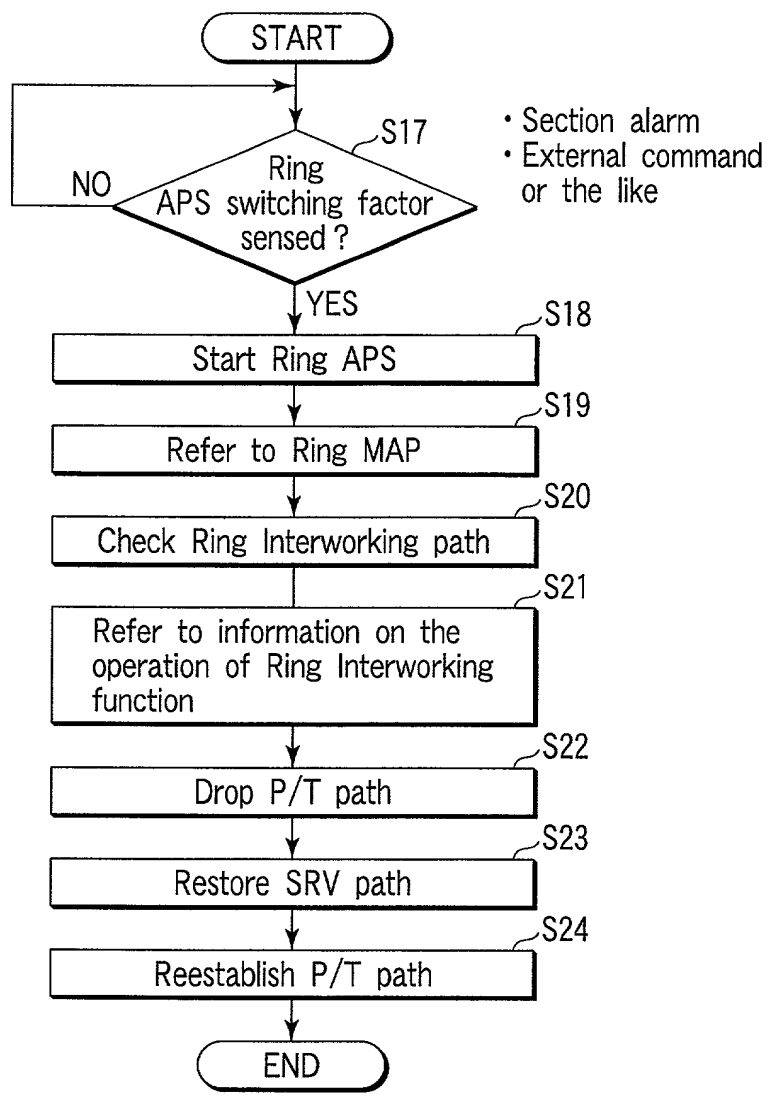 START
S17
• Section alarm
• External command
or the like
Ring
APS switching factor
sensed ?
NO
YES
S18
Start Ring APS
S19
Refer to Ring MAP
S20
Check Ring Interworking path
S21
Refer to information on the
operation of Ring Interworking
function
S22
Drop P/T path
S23
Restore SRV path
S24
Reestablish P/T path
END